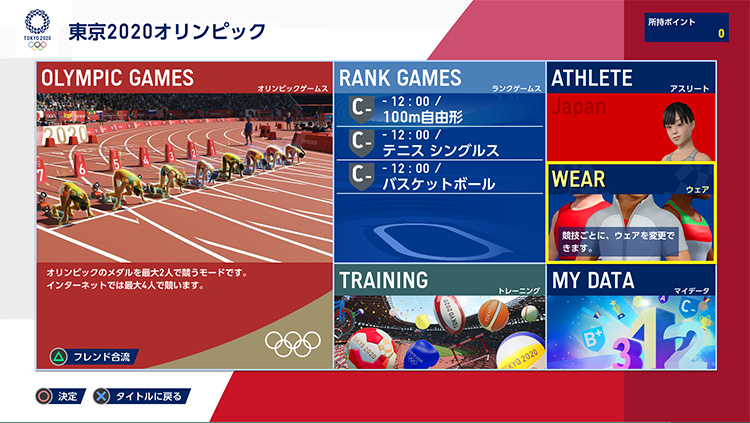 TOKYO 2020
東京2020オリンピック
所持ポイント
0
OLYMPIC GAMES
オリンピックゲームス
2020
7 6 5 4 3 2 1
オリンピックのメダルを最大2人で競うモードです。
インターネットでは最大4人で競います。
フレンド合流
RANK GAMES
ランクゲームス
C- - 12 : 00 /
100m自由形
C- - 12 : 00 /
テニス シングルス
C- - 12 : 00 /
バスケットボール
ATHLETE
アスリート
Japan
WEAR
ウェア
競技ごとに、ウェアを変更で
きます。
TRAINING
トレーニング
TOKYO 2020
TOKYO 2020
MY DATA
マイデータ
B+
C-
3 1 2
決定
タイトルに戻る